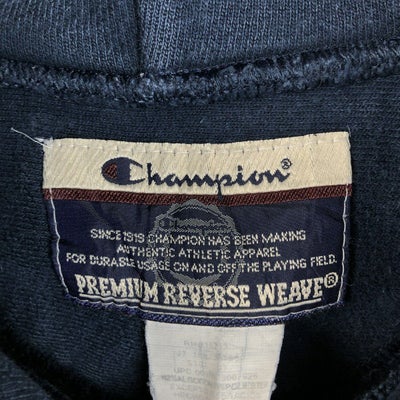 Champion®
SINCE 1919 CHAMPION HAS BEEN MAKING
AUTHENTIC ATHLETIC APPAREL
FOR DURABLE USAGE ON AND OFF THE PLAYING FIELD.
PREMIUM REVERSE WEAVE®